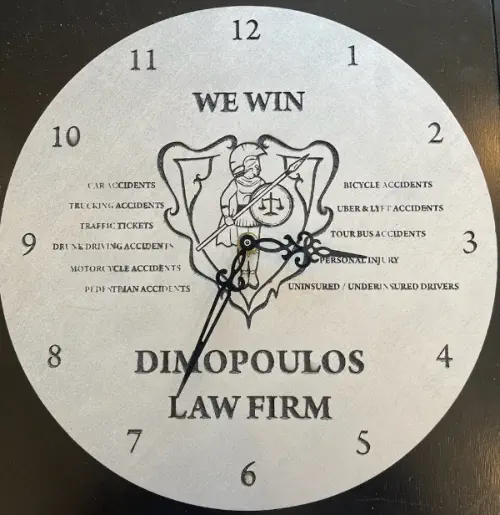 12
11
1
WE WIN
10
2
CAR ACCIDENTS
BICYCLE ACCIDENTS
TRUCKING ACCIDENTS
UBER & LYFT ACCIDENTS
TRAFFIC TICKETS
TOUR BUS ACCIDENTS
9
DRUNK DRIVING ACCIDENTS
3
PERSONAL INJURY
MOTORCYCLE ACCIDENTS
PEDESTRIAN ACCIDENTS
UNINSURED / UNDERINSURED DRIVERS
8
DIMOPOULOS
4
LAW FIRM
7
5
6